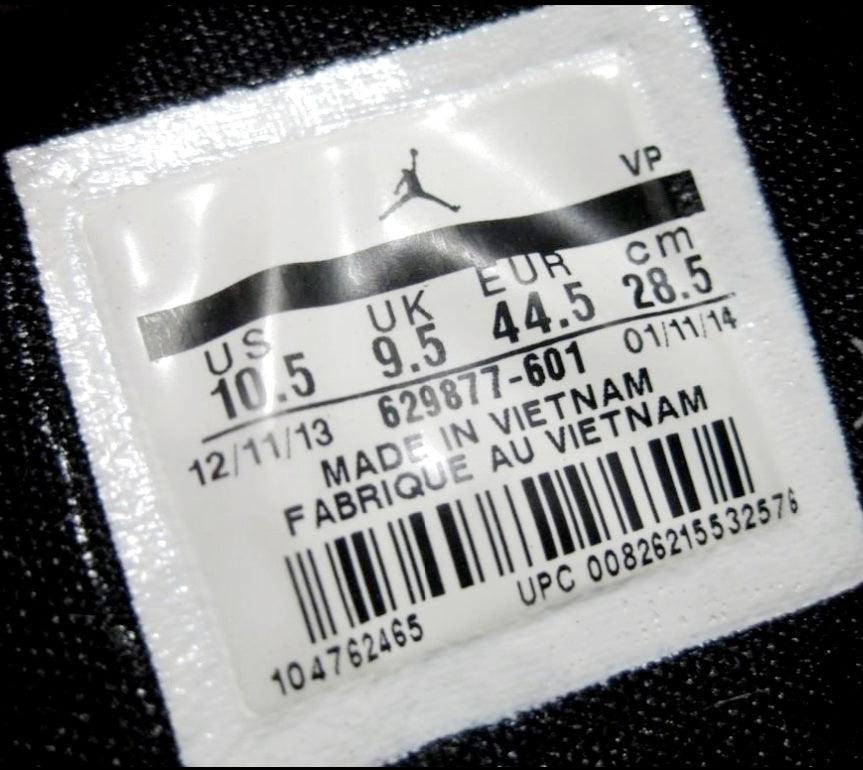 VP
US UK EUR cm
10.5 9.5 44.5 28.5
12/11/13 629877-601 01/11/14
MADE IN VIETNAM
FABRIQUE AU VIETNAM
UPC 00826215532576
104762465